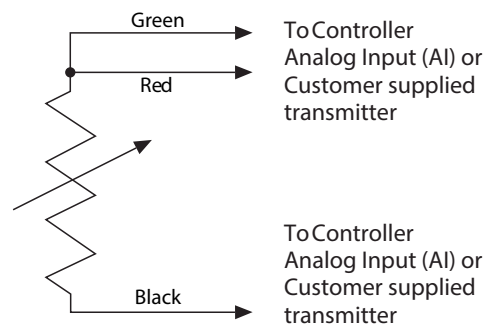 Green
To Controller
Analog Input (AI) or
Red
Customer supplied
transmitter
To Controller
Analog Input (AI) or
Customer supplied
Black
transmitter